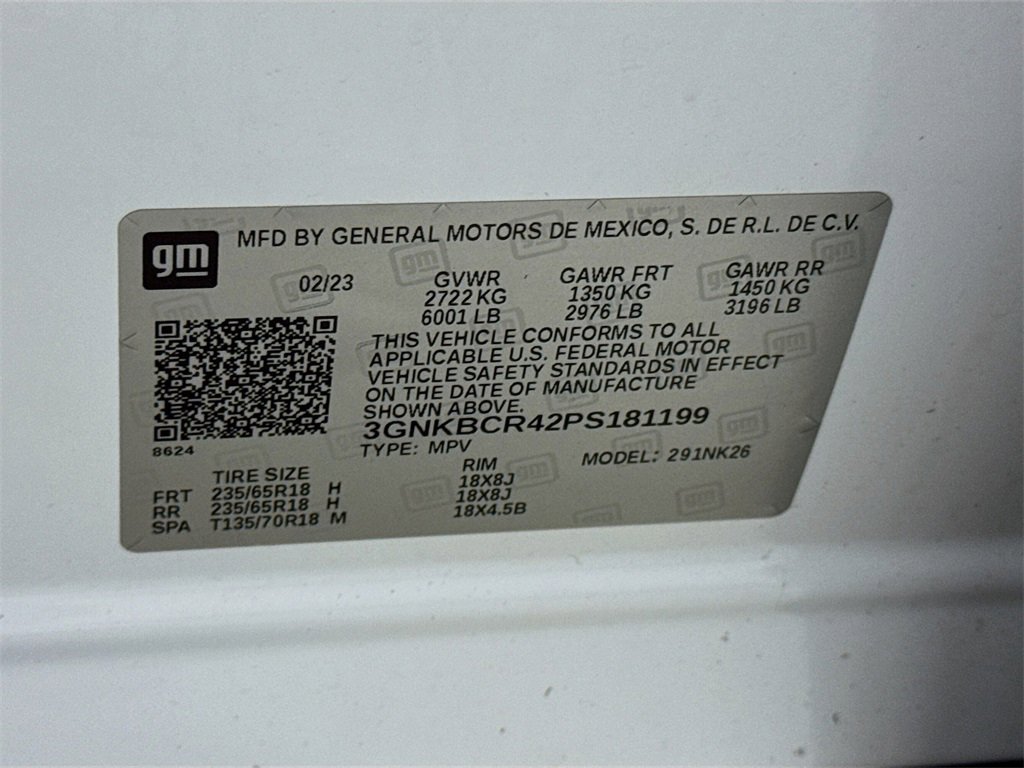 gm
MFD BY GENERAL MOTORS DE MEXICO, S. DE R.L. DE C.V.
02/23 GVWR GAWR FRT GAWR RR
2722 KG 1350 KG 1450 KG
6001 LB 2976 LB 3196 LB
THIS VEHICLE CONFORMS TO ALL
APPLICABLE U.S. FEDERAL MOTOR
VEHICLE SAFETY STANDARDS IN EFFECT
ON THE DATE OF MANUFACTURE
SHOWN ABOVE.
3GNKBCR42PS181199
8624 TYPE: MPV MODEL: 291NK26
TIRE SIZE RIM
FRT 235/65R18 H 18X8J
RR 235/65R18 H 18X8J
SPA T135/70R18 M 18X4.5B